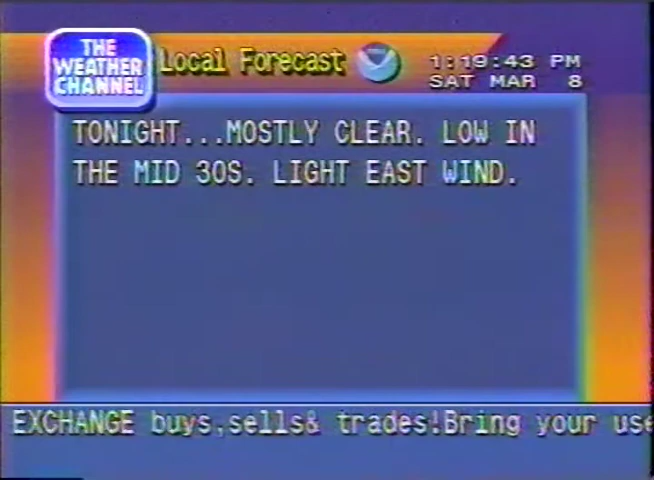 THE
WEATHER
CHANNEL
Local Forecast
1:19:43 PM
SAT MAR 8
TONIGHT...MOSTLY CLEAR. LOW IN
THE MID 30S. LIGHT EAST WIND.
EXCHANGE buys,sells& trades!Bring your use